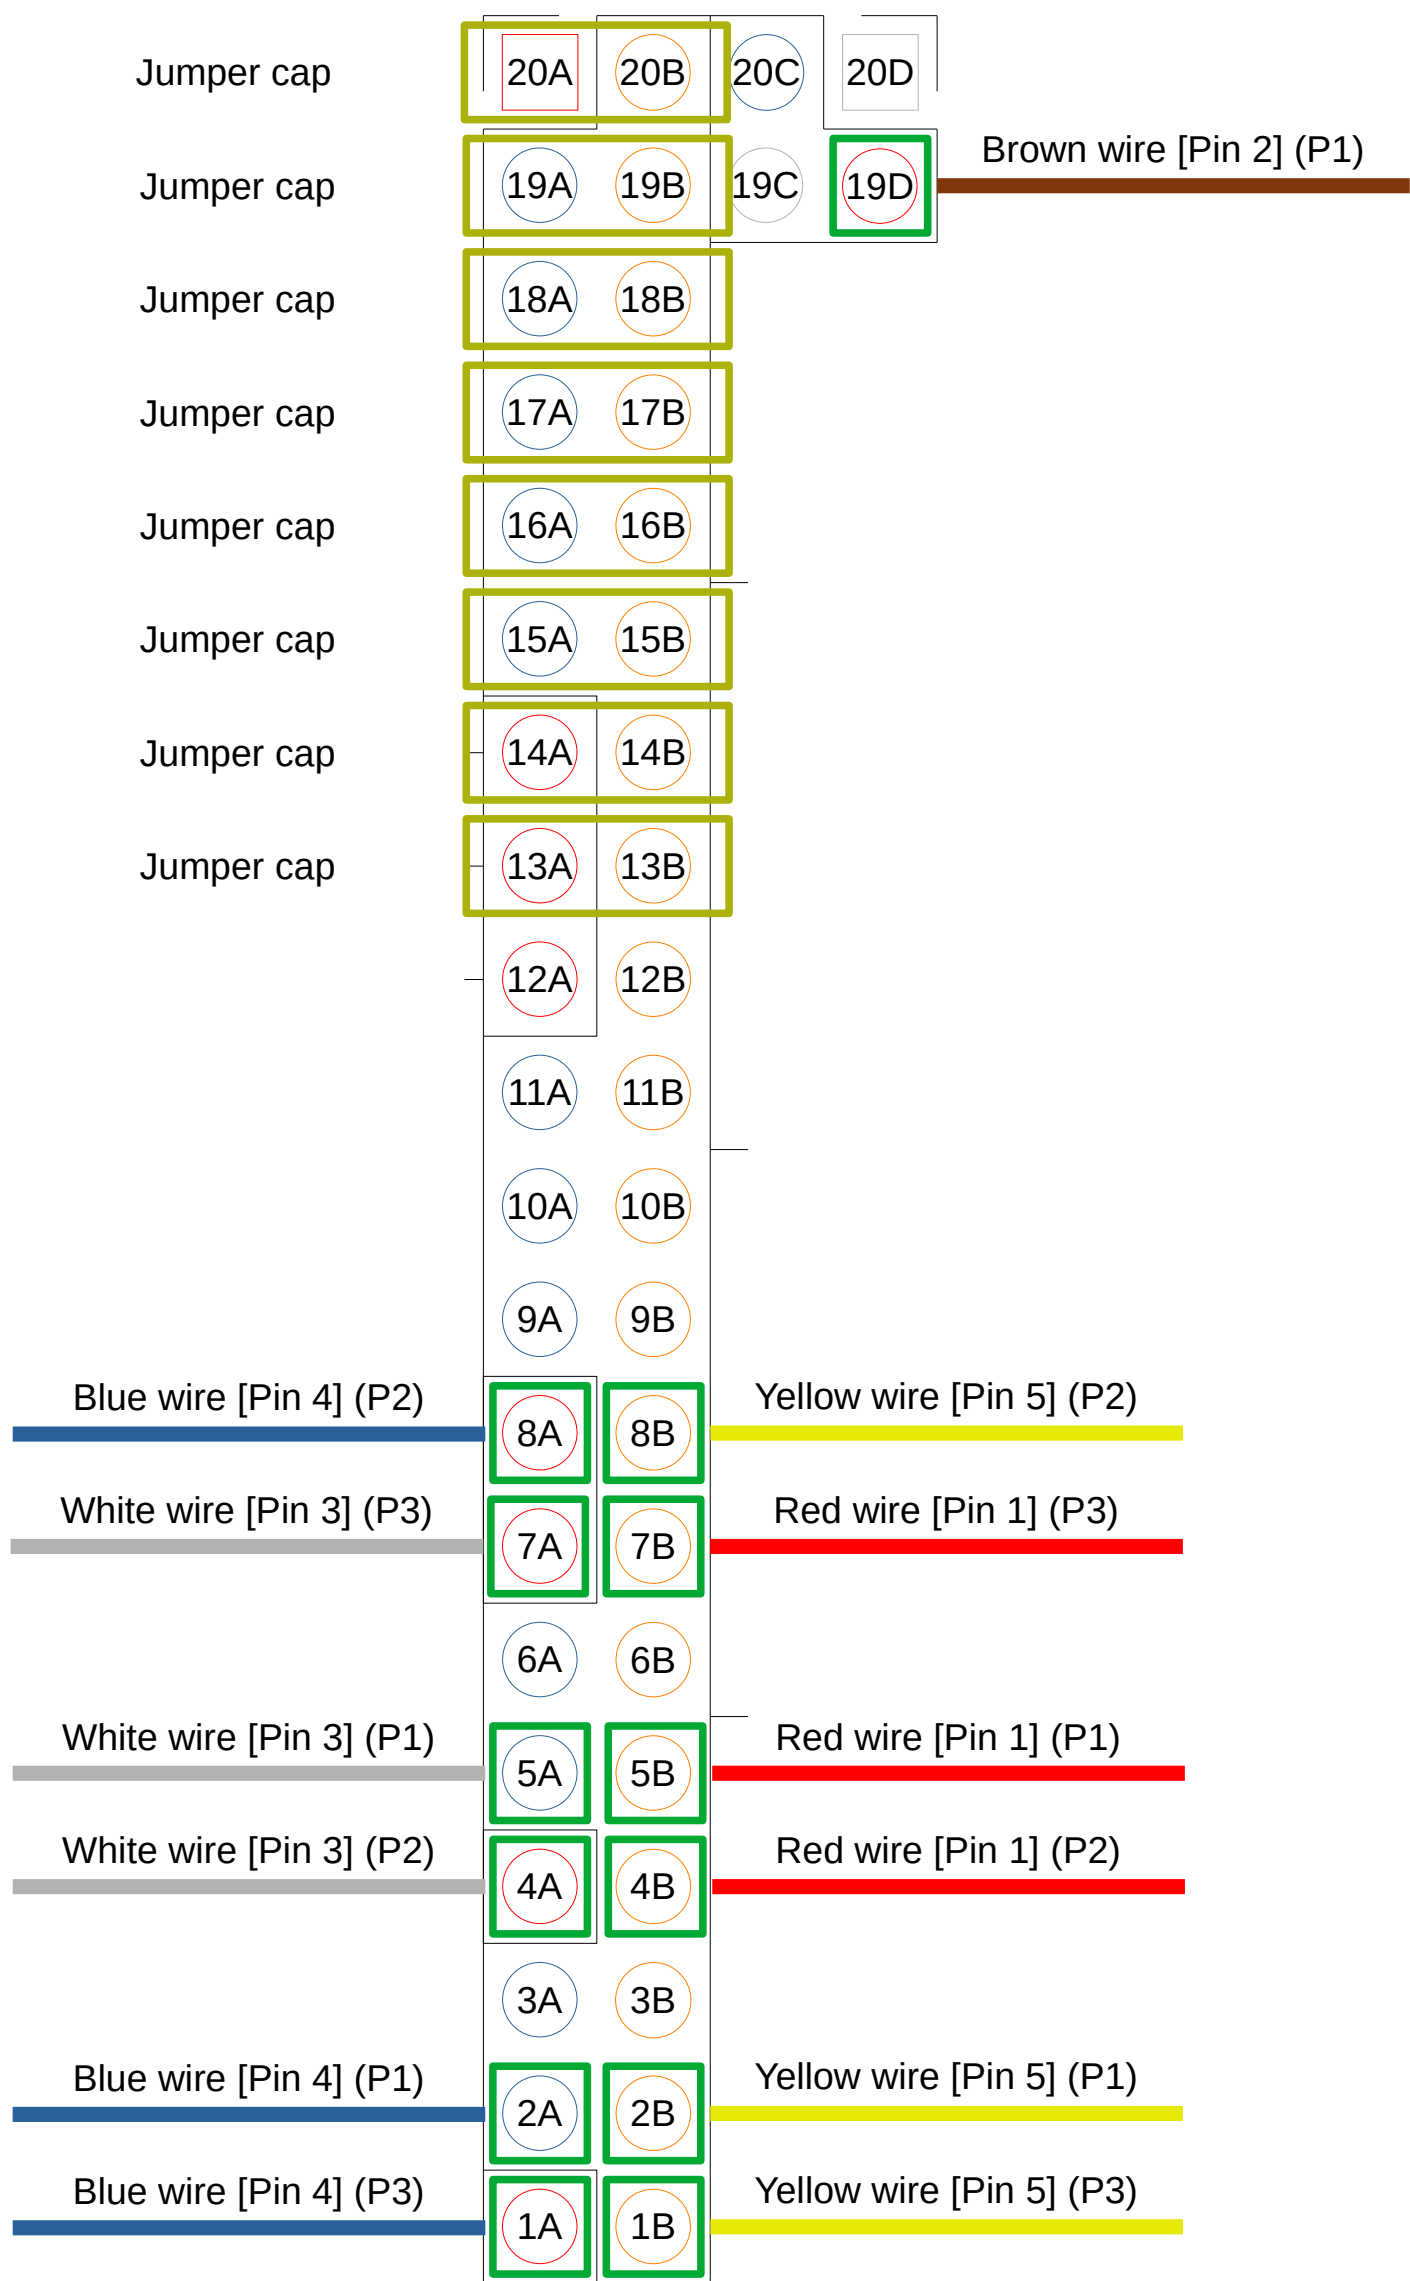 Jumper cap 20A 20B 20C 20D
Brown wire [Pin 2] (P1)
Jumper cap 19A 19B 19C 19D
Jumper cap 18A 18B
Jumper cap 17A 17B
Jumper cap 16A 16B
Jumper cap 15A 15B
Jumper cap 14A 14B
Jumper cap 13A 13B
12A 12B
11A 11B
10A 10B
9A 9B
Blue wire [Pin 4] (P2) 8A 8B Yellow wire [Pin 5] (P2)
White wire [Pin 3] (P3) 7A 7B Red wire [Pin 1] (P3)
6A 6B
White wire [Pin 3] (P1) 5A 5B Red wire [Pin 1] (P1)
White wire [Pin 3] (P2) 4A 4B Red wire [Pin 1] (P2)
3A 3B
Blue wire [Pin 4] (P1) 2A 2B Yellow wire [Pin 5] (P1)
Blue wire [Pin 4] (P3) 1A 1B Yellow wire [Pin 5] (P3)